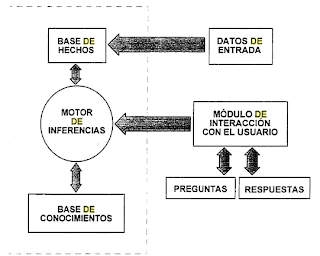 BASE DE
HECHOS
DATOS DE
ENTRADA
MOTOR
DE
INFERENCIAS
MÓDULO DE
INTERACCIÓN
CON EL USUARIO
PREGUNTAS
RESPUESTAS
BASE DE
CONOCIMIENTOS